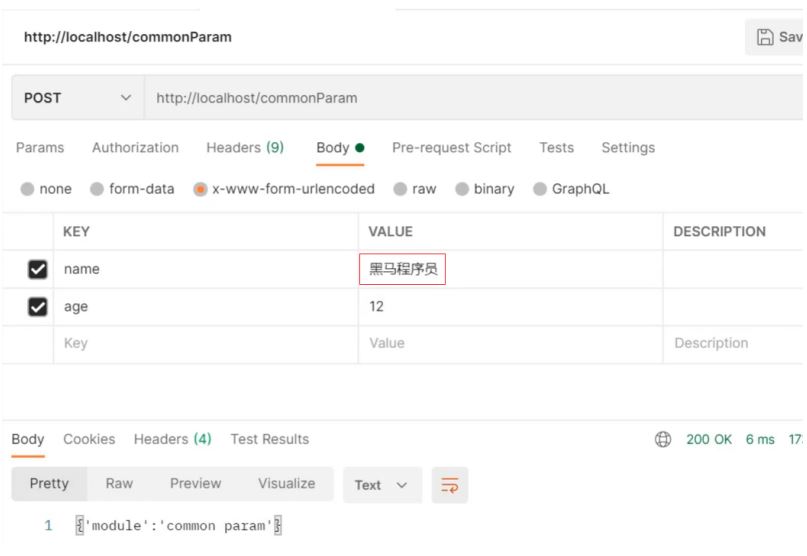 http://localhost/commonParam
POST http://localhost/commonParam
Params Authorization Headers (9) Body Pre-request Script Tests Settings
none form-data x-www-form-urlencoded raw binary GraphQL
KEY VALUE DESCRIPTION
name 黑马程序员
age 12
Key Value Description
Body Cookies Headers (4) Test Results 200 OK 6 ms
Pretty Raw Preview Visualize Text
1 {'module':'common param'}